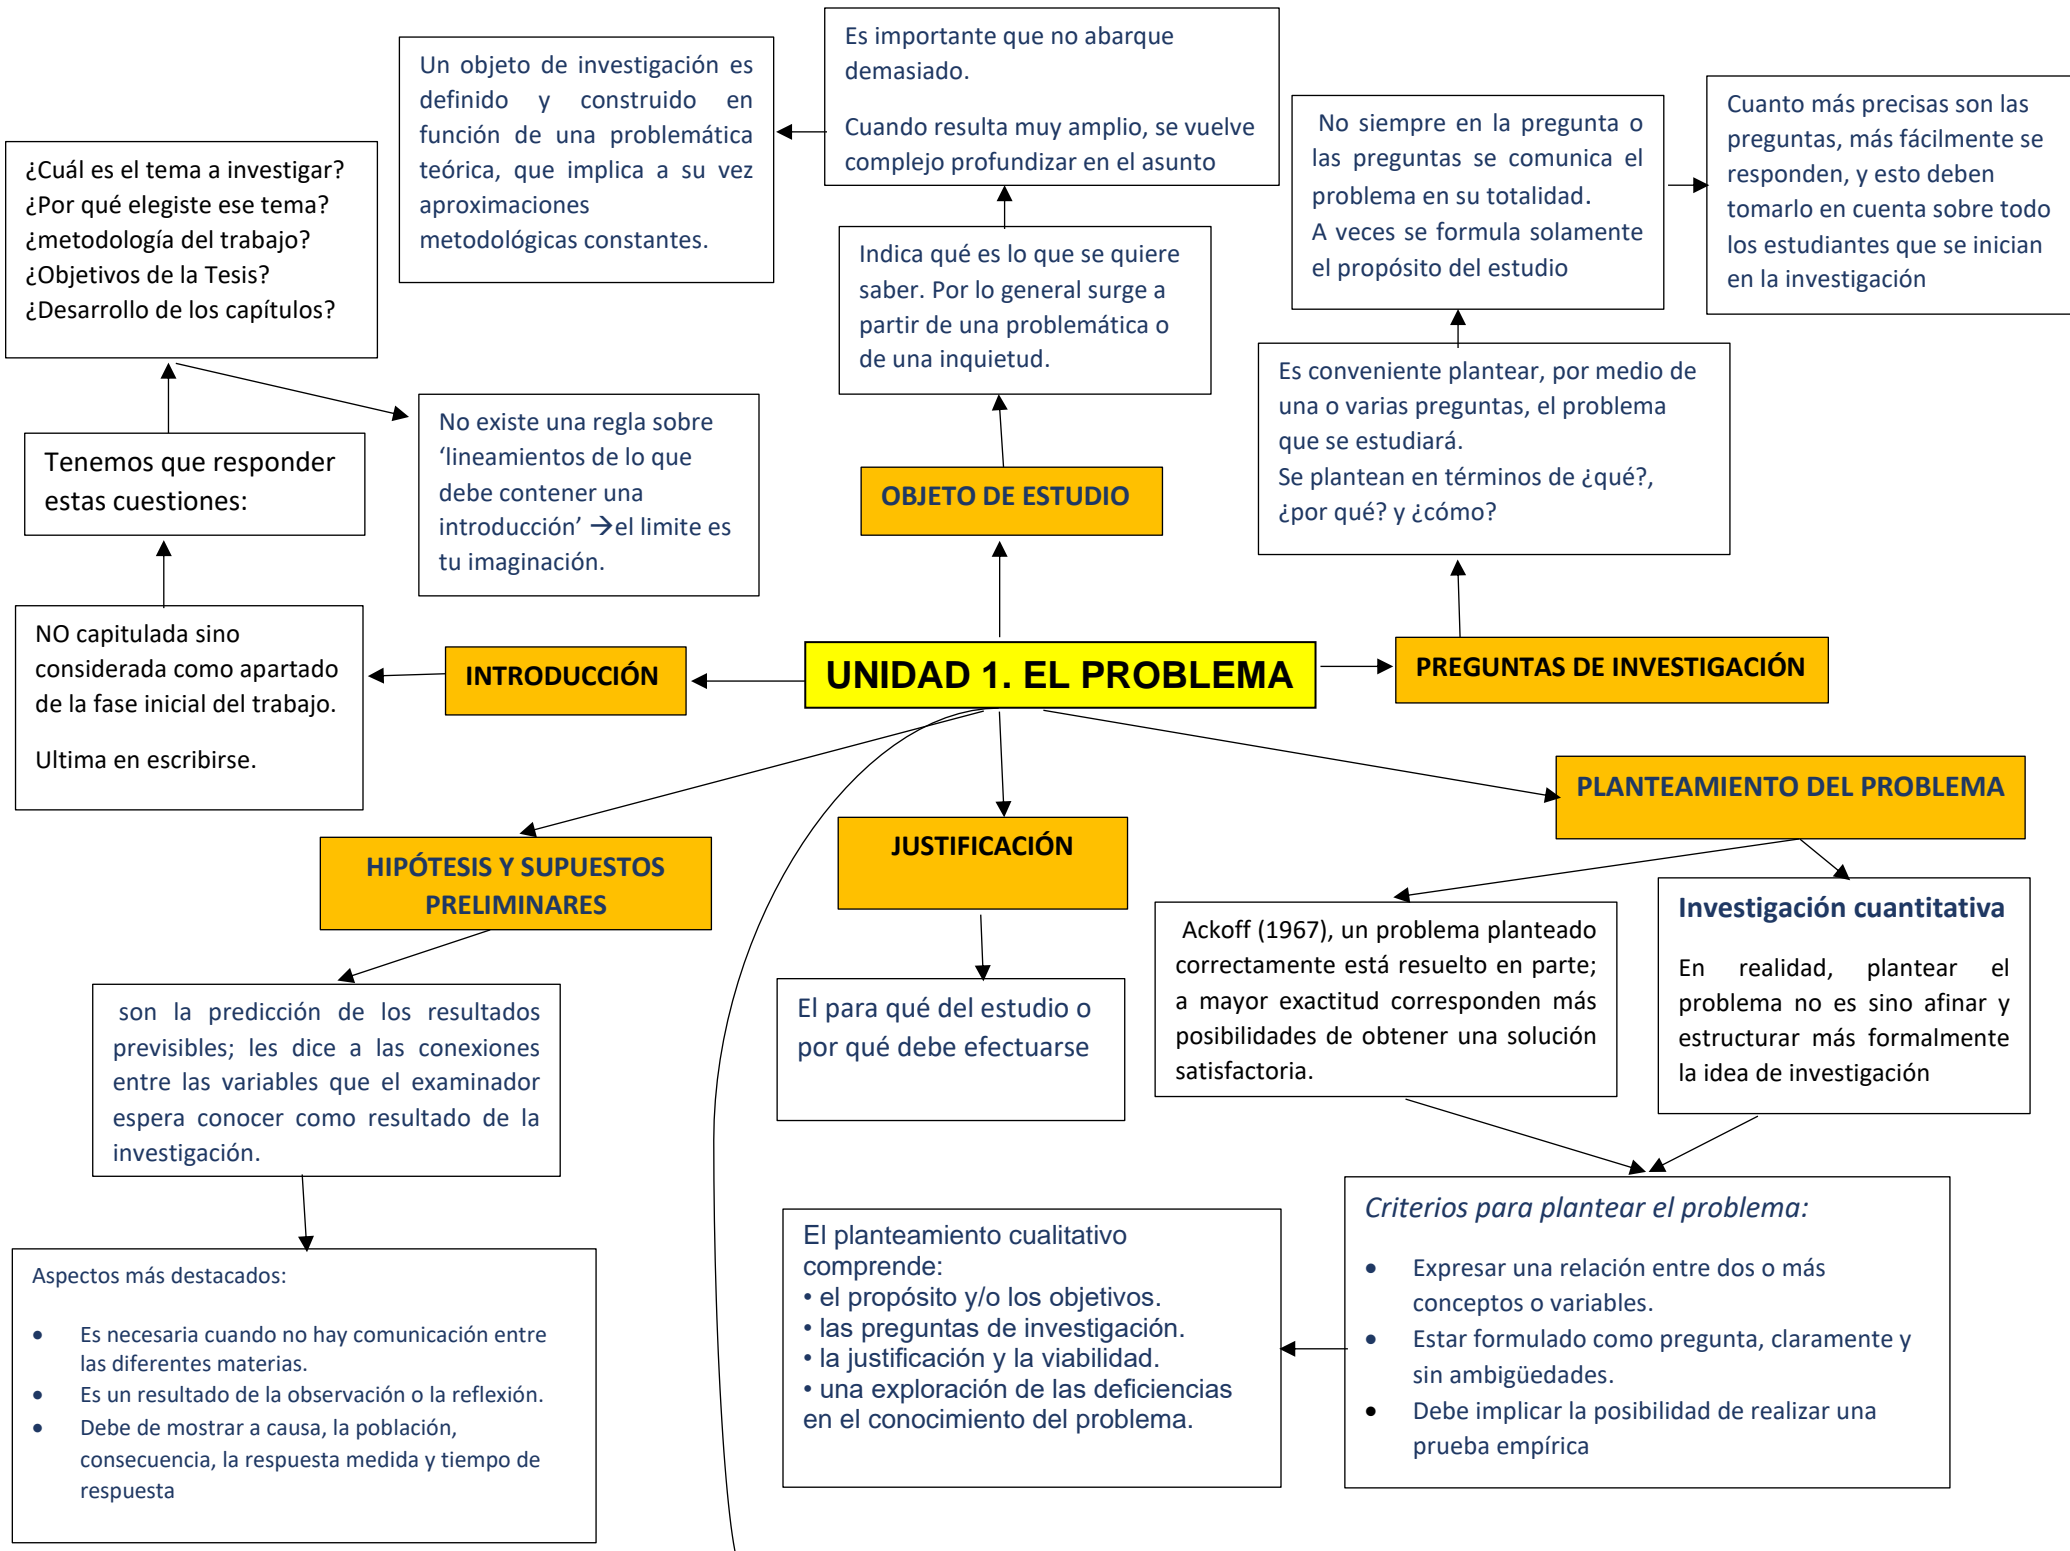 Un objeto de investigación es
definido y construido en
función de una problemática
teórica, que implica a su vez
aproximaciones
metodológicas constantes.
Es importante que no abarque
demasiado.
Cuando resulta muy amplio, se vuelve
complejo profundizar en el asunto
No siempre en la pregunta o
las preguntas se comunica el
problema en su totalidad.
A veces se formula solamente
el propósito del estudio
Cuanto más precisas son las
preguntas, más fácilmente se
responden, y esto deben
tomarlo en cuenta sobre todo
los estudiantes que se inician
en la investigación
¿Cuál es el tema a investigar?
¿Por qué elegiste ese tema?
¿metodología del trabajo?
¿Objetivos de la Tesis?
¿Desarrollo de los capítulos?
Indica qué es lo que se quiere
saber. Por lo general surge a
partir de una problemática o
de una inquietud.
Es conveniente plantear, por medio de
una o varias preguntas, el problema
que se estudiará.
Se plantean en términos de ¿qué?,
¿por qué? y ¿cómo?
Tenemos que responder
estas cuestiones:
No existe una regla sobre
‘lineamientos de lo que
debe contener una
introducción’ →el limite es
tu imaginación.
OBJETO DE ESTUDIO
NO capitulada sino
considerada como apartado
de la fase inicial del trabajo.
Ultima en escribirse.
INTRODUCCIÓN
UNIDAD 1. EL PROBLEMA
PREGUNTAS DE INVESTIGACIÓN
HIPÓTESIS Y SUPUESTOS
PRELIMINARES
JUSTIFICACIÓN
PLANTEAMIENTO DEL PROBLEMA
son la predicción de los resultados
previsibles; les dice a las conexiones
entre las variables que el examinador
espera conocer como resultado de la
investigación.
El para qué del estudio o
por qué debe efectuarse
Ackoff (1967), un problema planteado
correctamente está resuelto en parte;
a mayor exactitud corresponden más
posibilidades de obtener una solución
satisfactoria.
Investigación cuantitativa
En realidad, plantear el
problema no es sino afinar y
estructurar más formalmente
la idea de investigación
Aspectos más destacados:
• Es necesaria cuando no hay comunicación entre
las diferentes materias.
• Es un resultado de la observación o la reflexión.
• Debe de mostrar a causa, la población,
consecuencia, la respuesta medida y tiempo de
respuesta
El planteamiento cualitativo
comprende:
• el propósito y/o los objetivos.
• las preguntas de investigación.
• la justificación y la viabilidad.
• una exploración de las deficiencias
en el conocimiento del problema.
Criterios para plantear el problema:
• Expresar una relación entre dos o más
conceptos o variables.
• Estar formulado como pregunta, claramente y
sin ambigüedades.
• Debe implicar la posibilidad de realizar una
prueba empírica